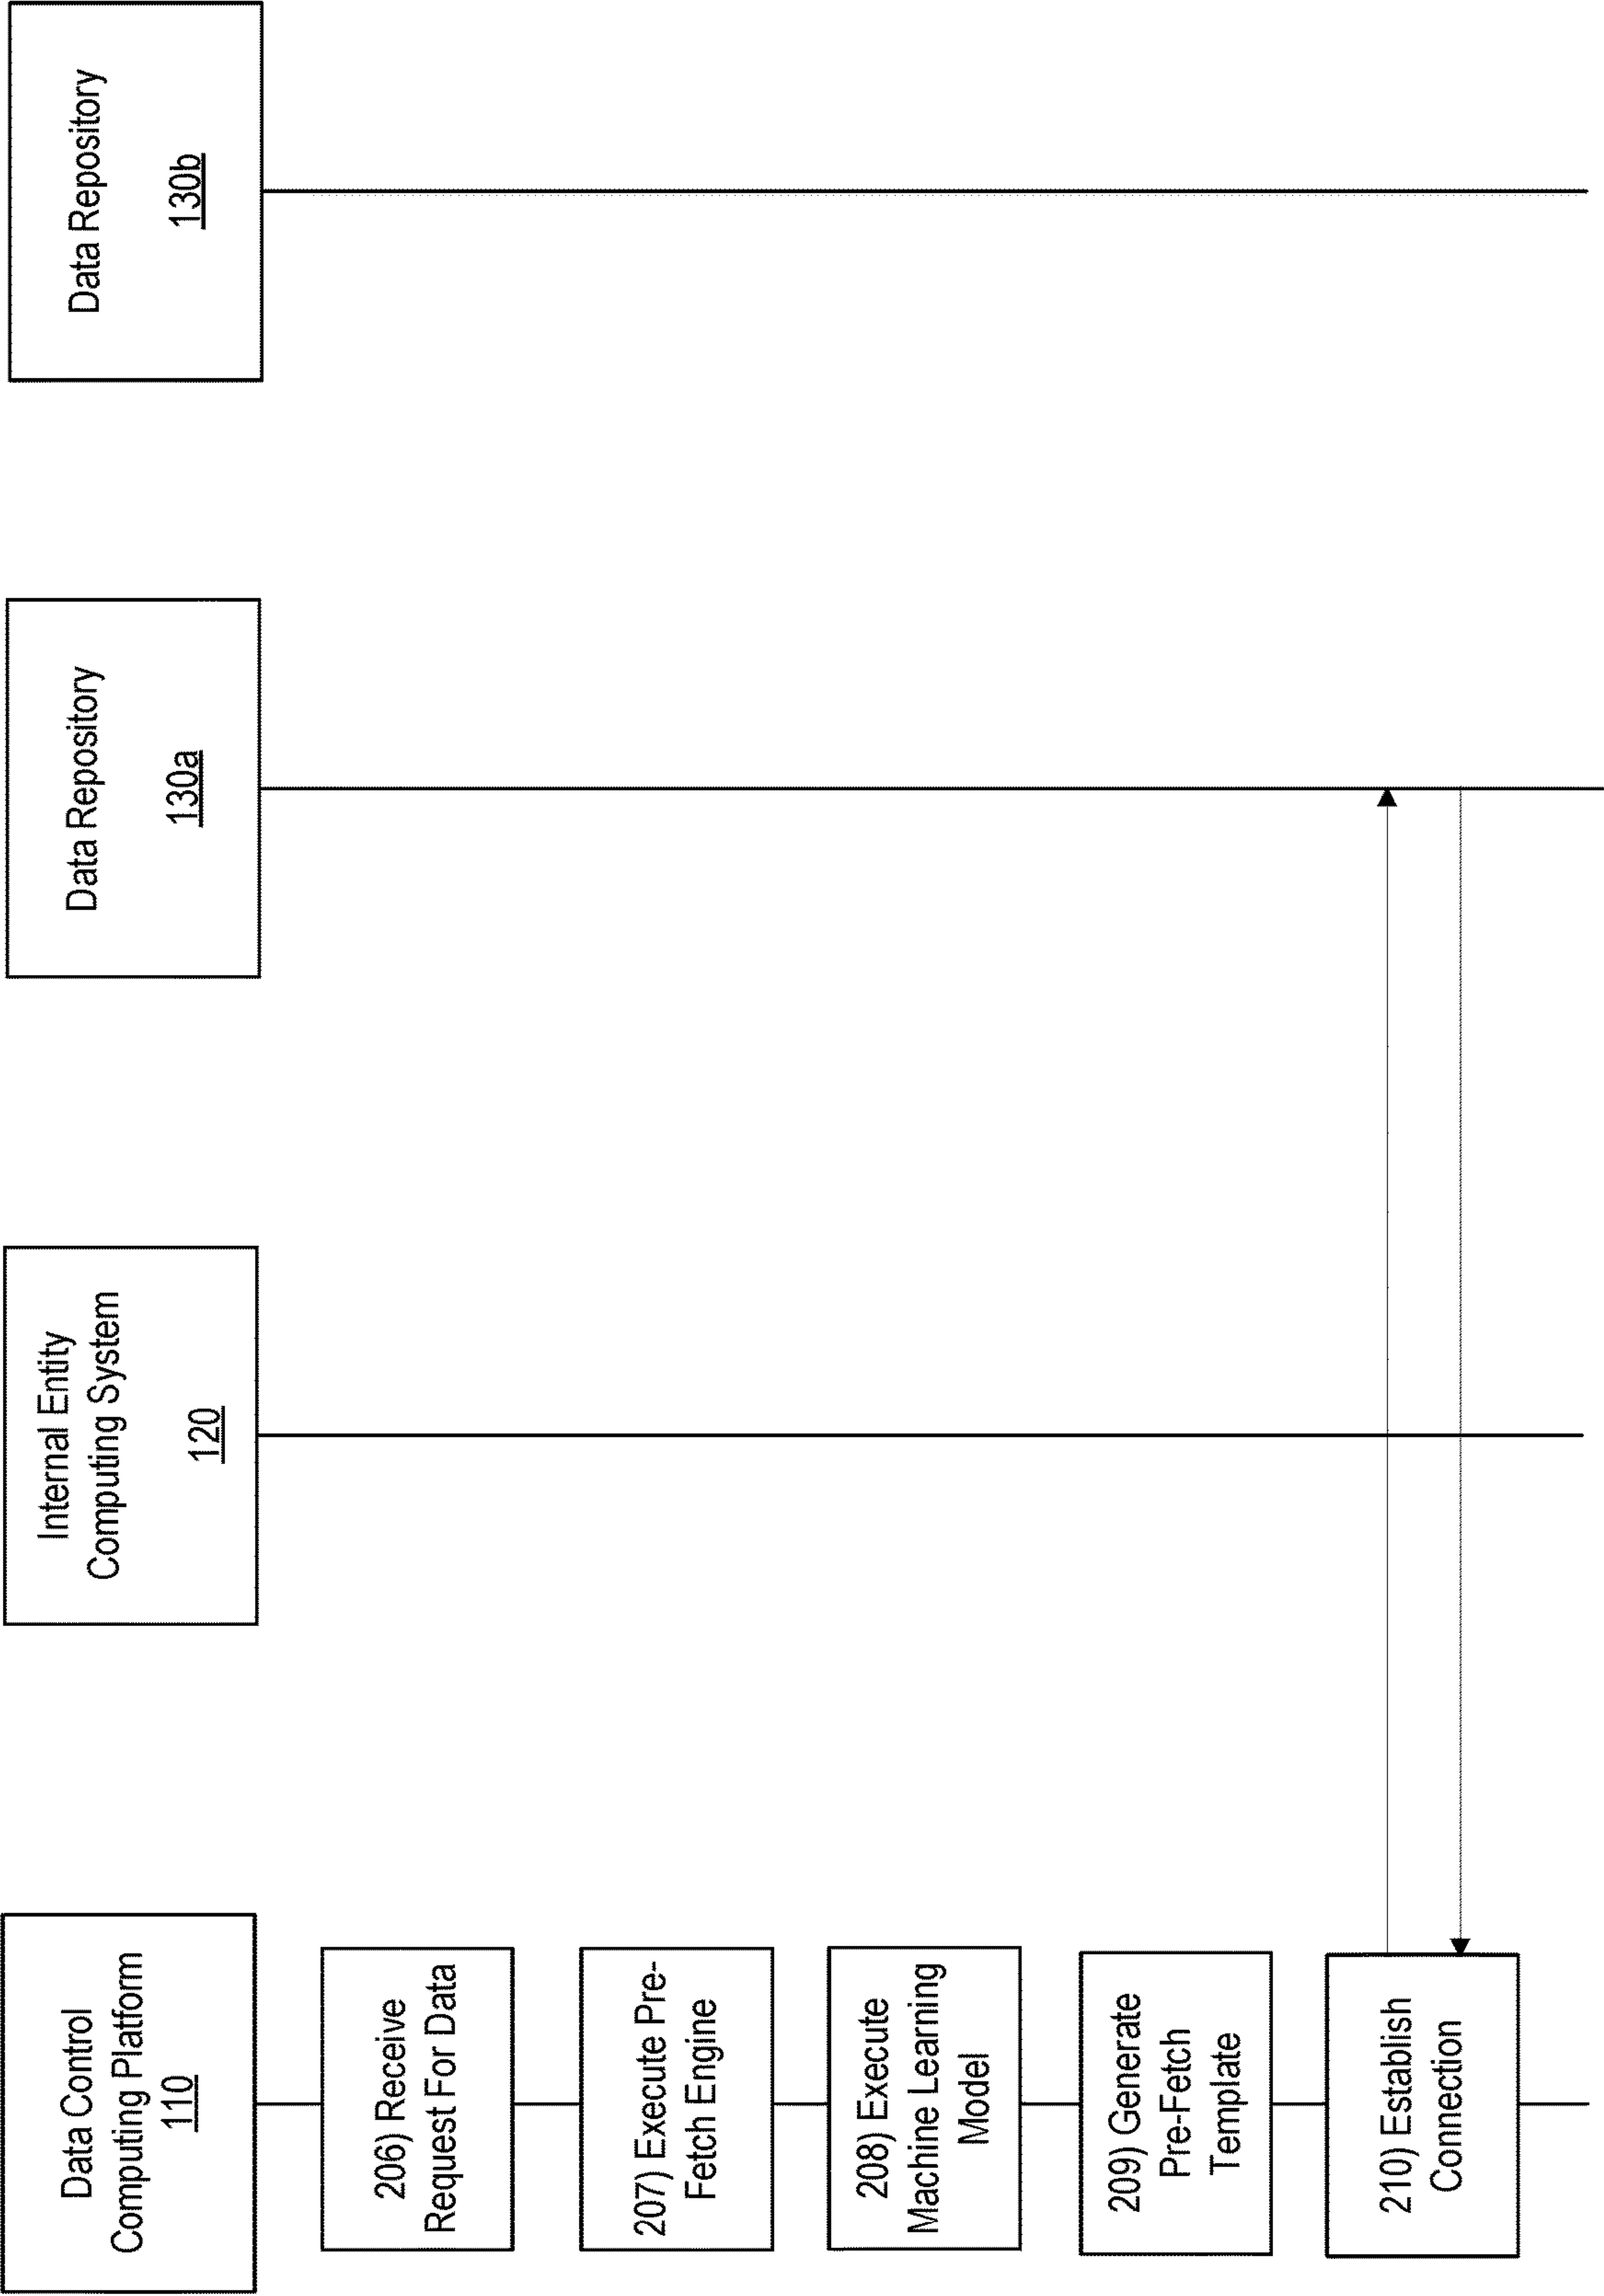 Data Control
Computing Platform
110
Internal Entity
Computing System
120
Data Repository
130a
Data Repository
130b
206) Receive
Request For Data
207) Execute Pre-
Fetch Engine
208) Execute
Machine Learning
Model
209) Generate
Pre-Fetch
Template
210) Establish
Connection